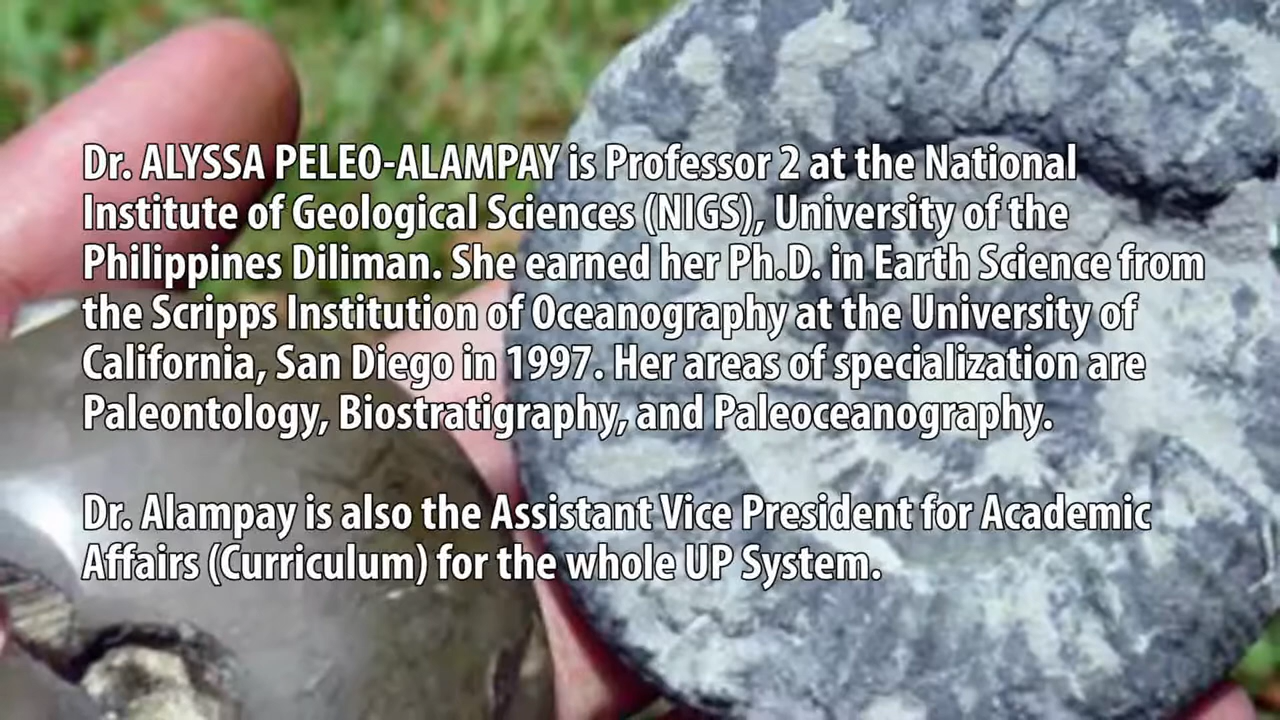 Dr. ALYSSA PELEO-ALAMPAY is Professor 2 at the National
Institute of Geological Sciences (NIGS), University of the
Philippines Diliman. She earned her Ph.D. in Earth Science from
the Scripps Institution of Oceanography at the University of
California, San Diego in 1997. Her areas of specialization are
Paleontology, Biostratigraphy, and Paleoceanography.
Dr. Alampay is also the Assistant Vice President for Academic
Affairs (Curriculum) for the whole UP System.